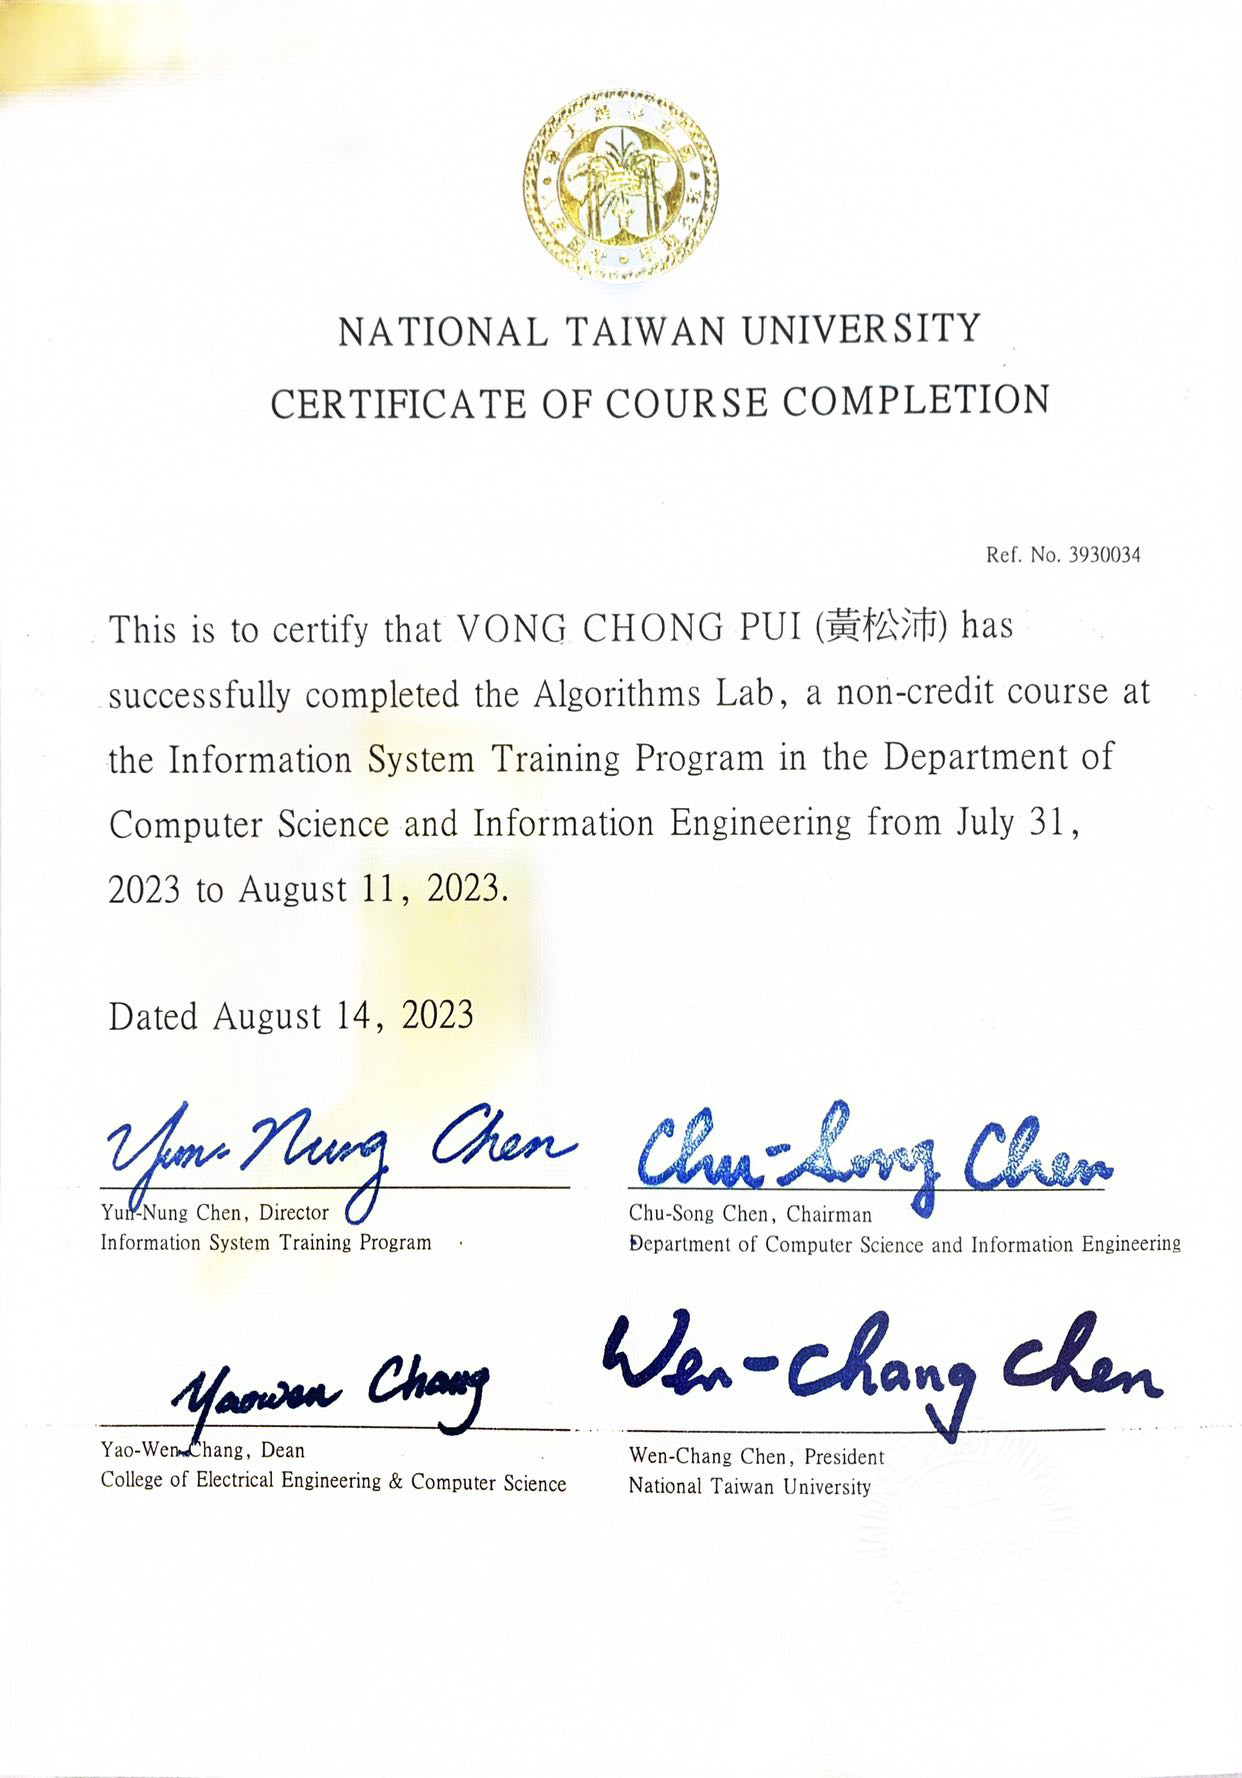 NATIONAL TAIWAN UNIVERSITY
CERTIFICATE OF COURSE COMPLETION
Ref. No. 3930034
This is to certify that VONG CHONG PUI (黃松沛) has
successfully completed the Algorithms Lab, a non-credit course at
the Information System Training Program in the Department of
Computer Science and Information Engineering from July 31,
2023 to August 11, 2023.
Dated August 14, 2023
Yun-Nung Chen
Yun-Nung Chen, Director
Information System Training Program
Chu-Song Chen
Chu-Song Chen, Chairman
Department of Computer Science and Information Engineering
Yaowen Chang
Yao-Wen Chang, Dean
College of Electrical Engineering & Computer Science
Wen-Chang Chen
Wen-Chang Chen, President
National Taiwan University